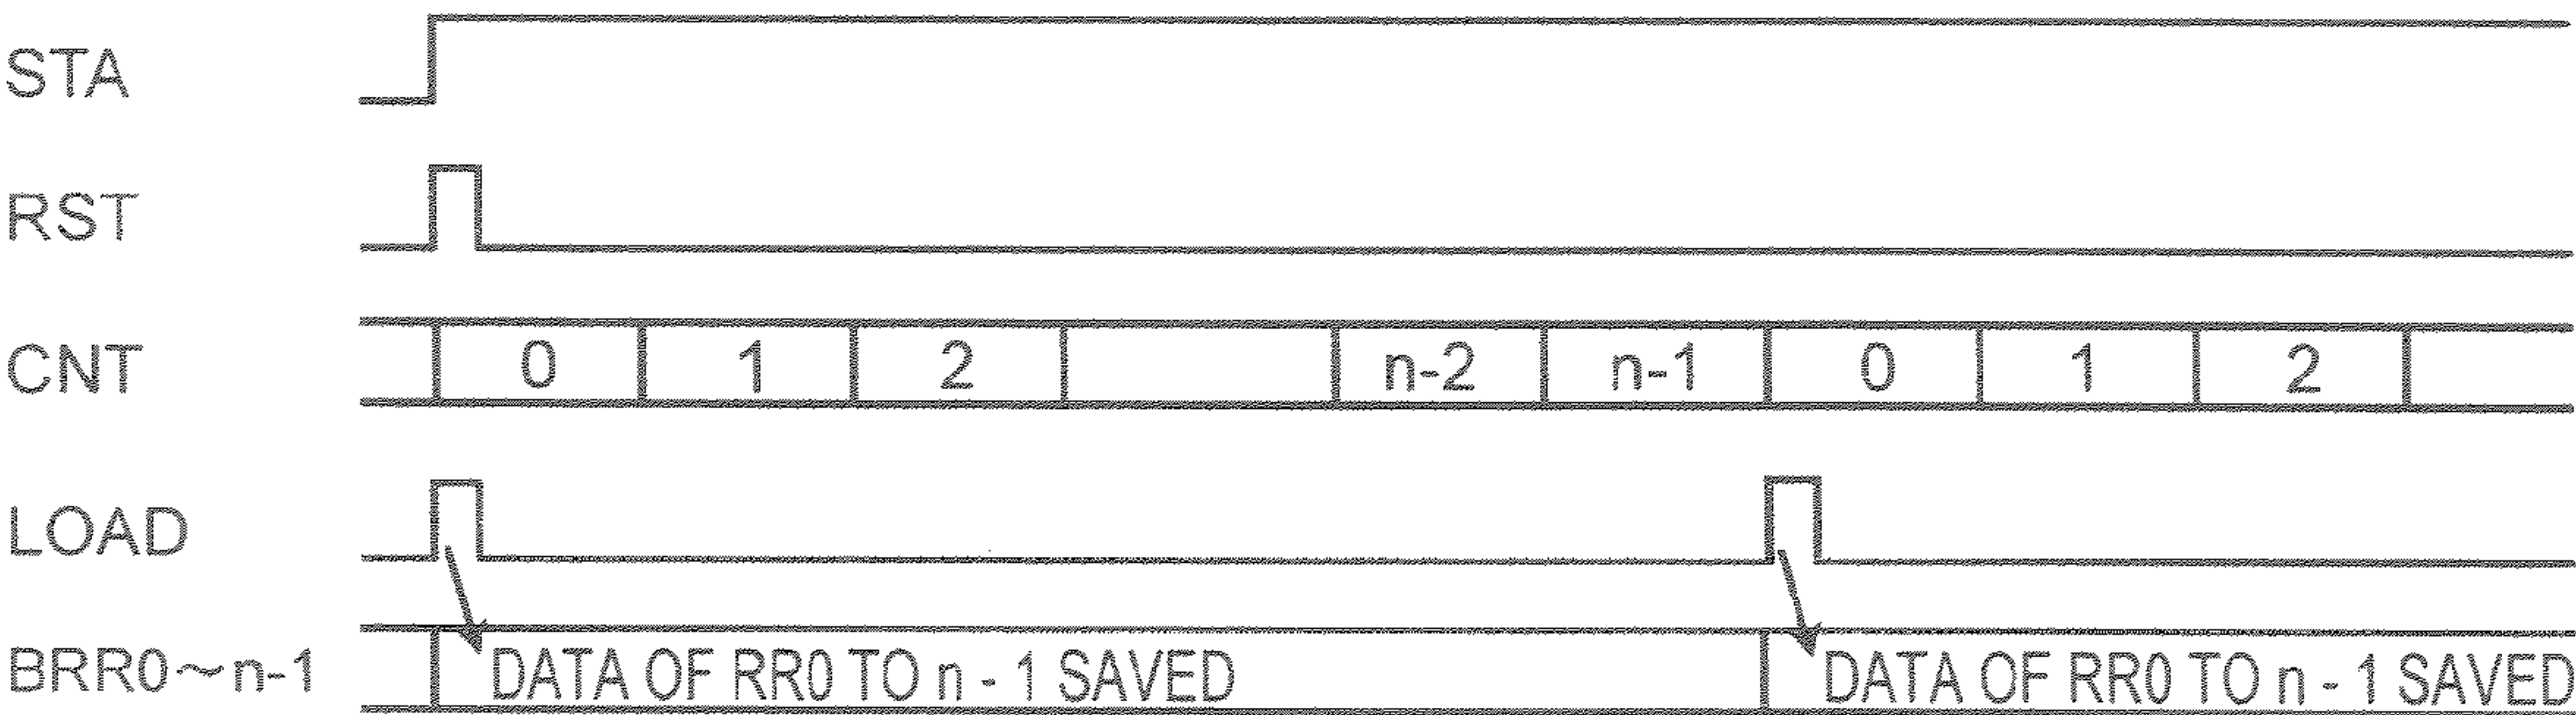 STA
RST
CNT 0 1 2 n-2 n-1 0 1 2
LOAD
BRR0~n-1 DATA OF RR0 TO n - 1 SAVED DATA OF RR0 TO n - 1 SAVED